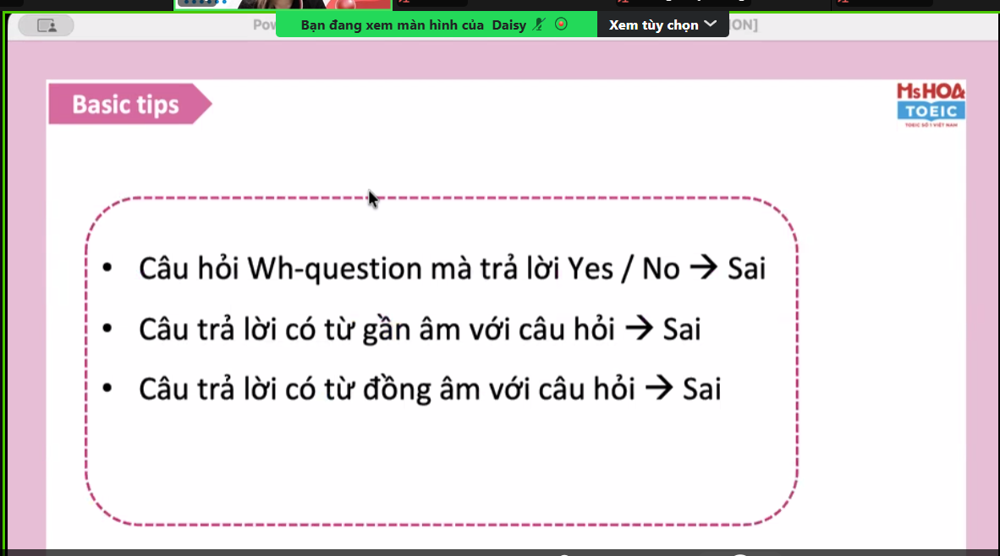 Bạn đang xem màn hình của Daisy
Xem tùy chọn
ON]
Basic tips
MsHOA
TOEIC
TOEIC SỐ 1 VIỆT NAM
• Câu hỏi Wh-question mà trả lời Yes / No → Sai
• Câu trả lời có từ gần âm với câu hỏi → Sai
• Câu trả lời có từ đồng âm với câu hỏi → Sai